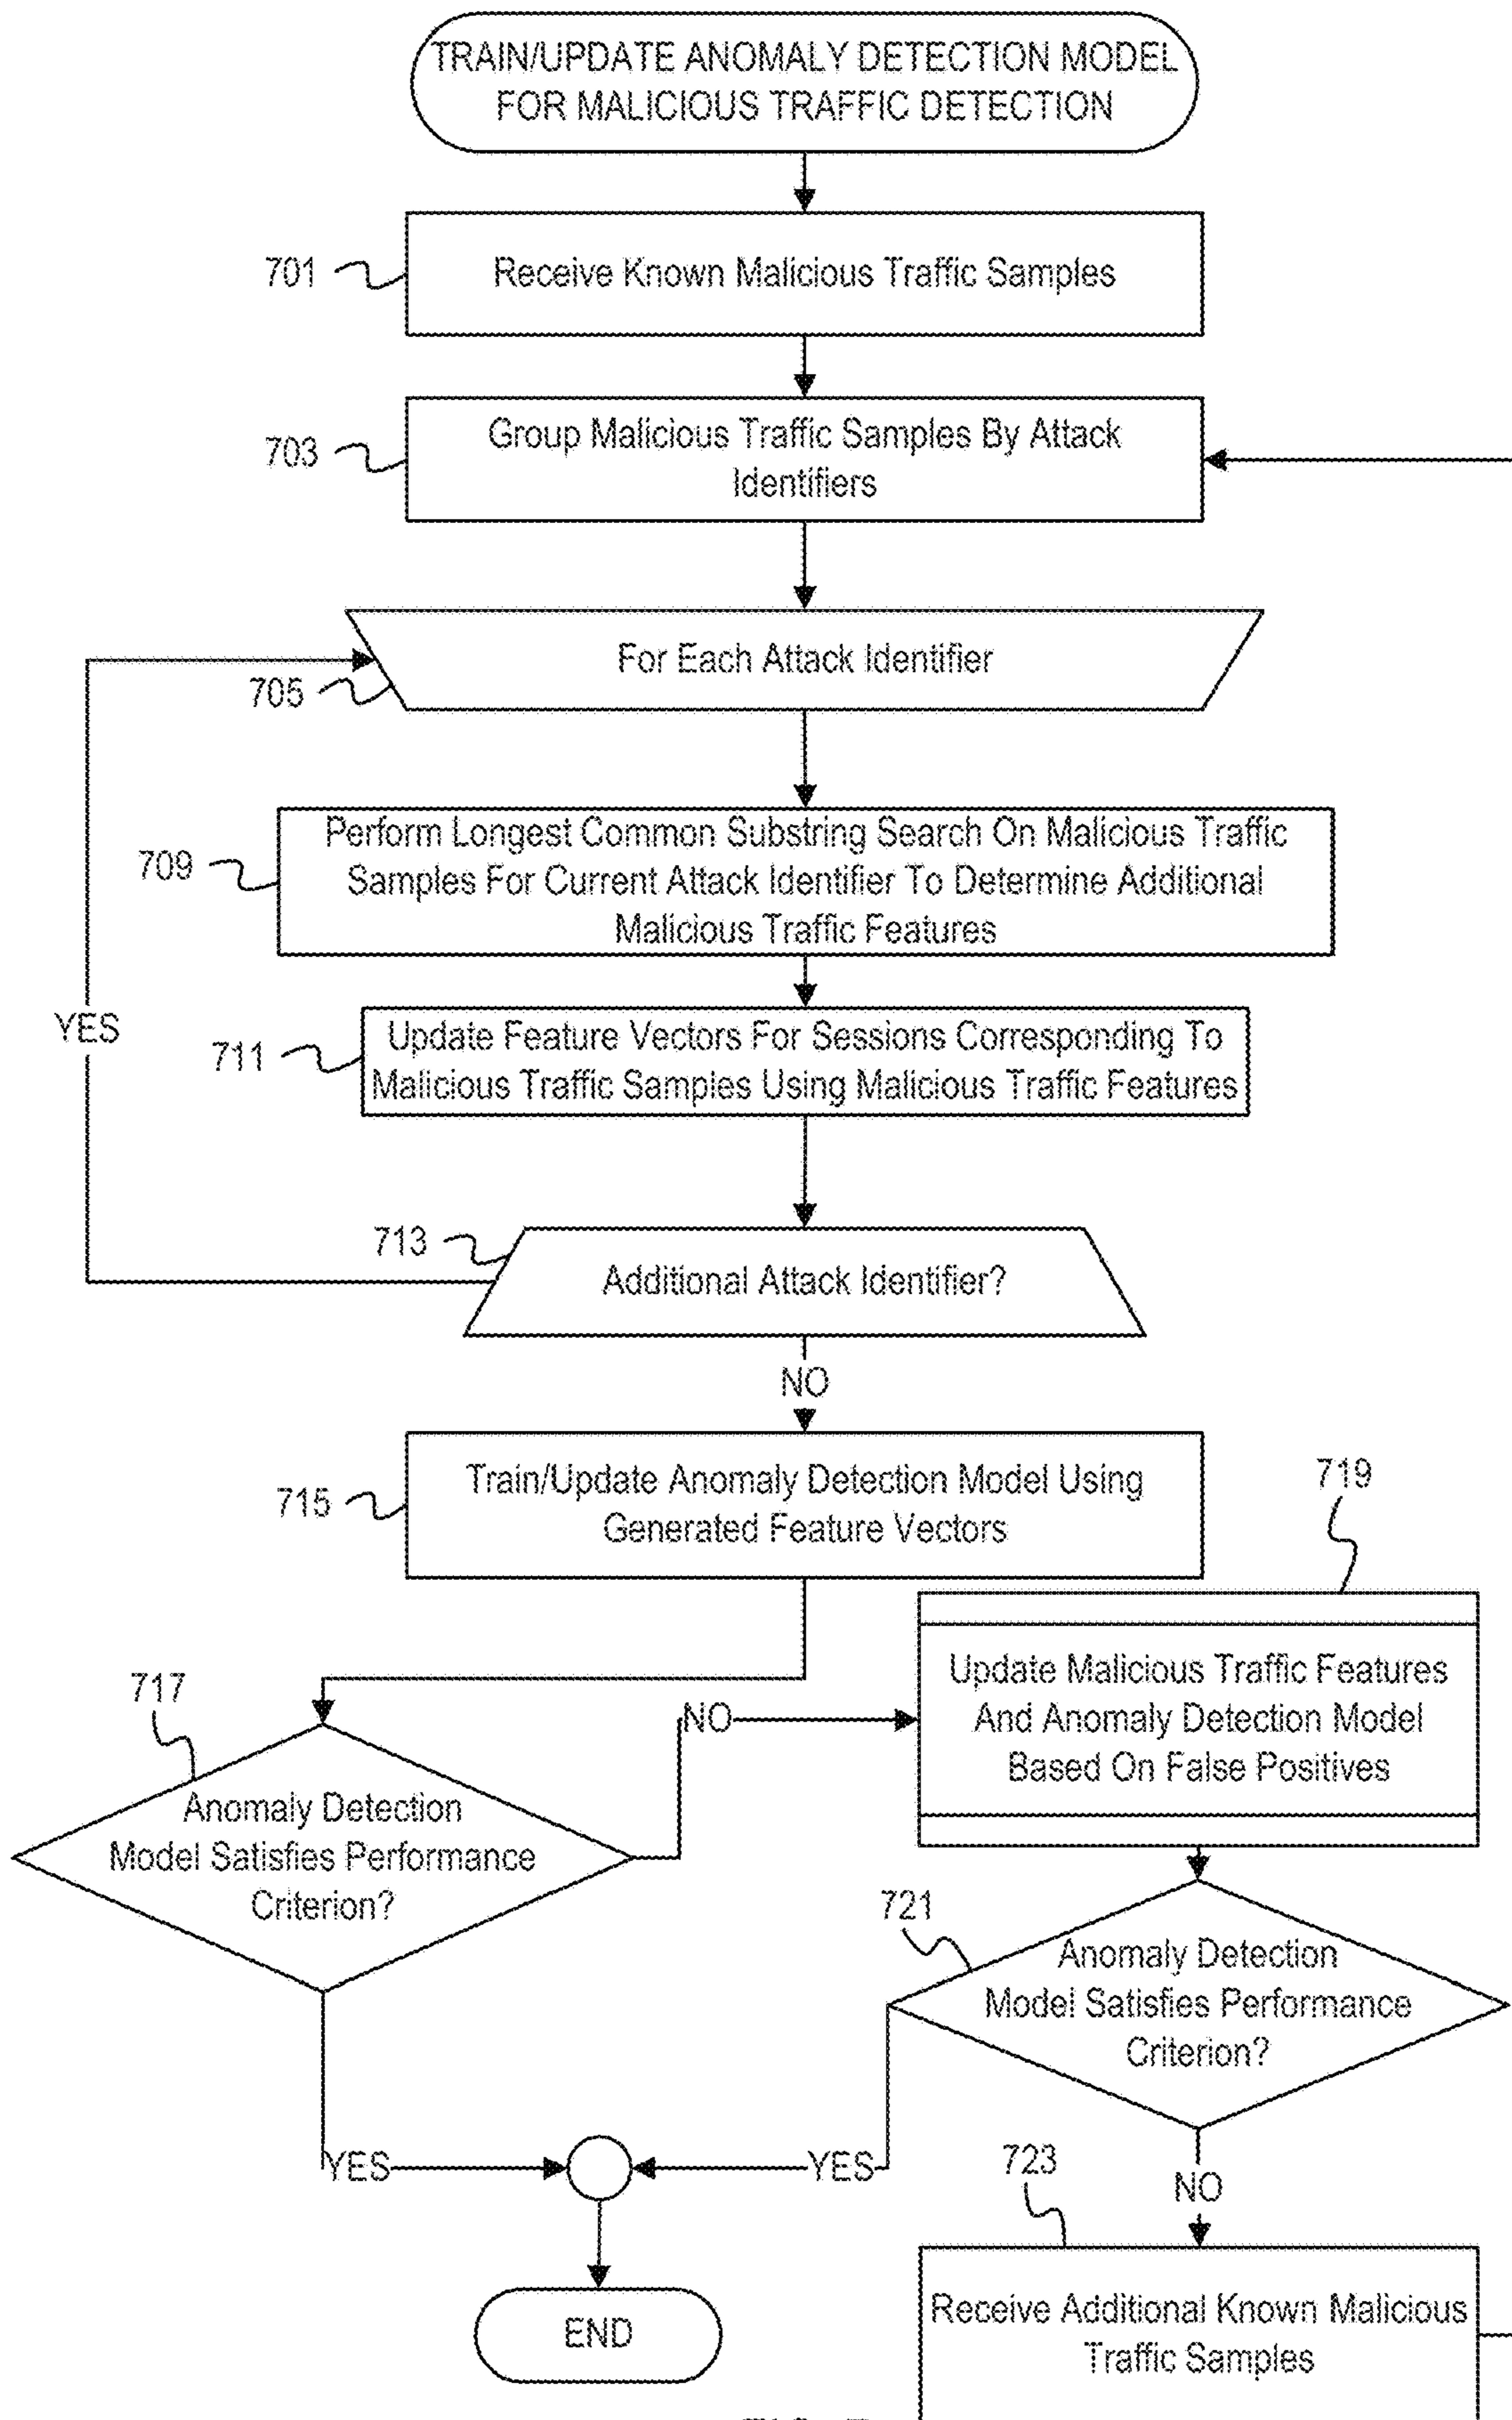 TRAIN/UPDATE ANOMALY DETECTION MODEL
FOR MALICIOUS TRAFFIC DETECTION
701
Receive Known Malicious Traffic Samples
703
Group Malicious Traffic Samples By Attack
Identifiers
For Each Attack Identifier
705
709
Perform Longest Common Substring Search On Malicious Traffic
Samples For Current Attack Identifier To Determine Additional
Malicious Traffic Features
YES
711
Update Feature Vectors For Sessions Corresponding To
Malicious Traffic Samples Using Malicious Traffic Features
713
Additional Attack Identifier?
NO
715
Train/Update Anomaly Detection Model Using
Generated Feature Vectors
719
Update Malicious Traffic Features
And Anomaly Detection Model
Based On False Positives
717
NO
Anomaly Detection
Model Satisfies Performance
Criterion?
721
Anomaly Detection
Model Satisfies Performance
Criterion?
YES
YES
NO
723
Receive Additional Known Malicious
Traffic Samples
END